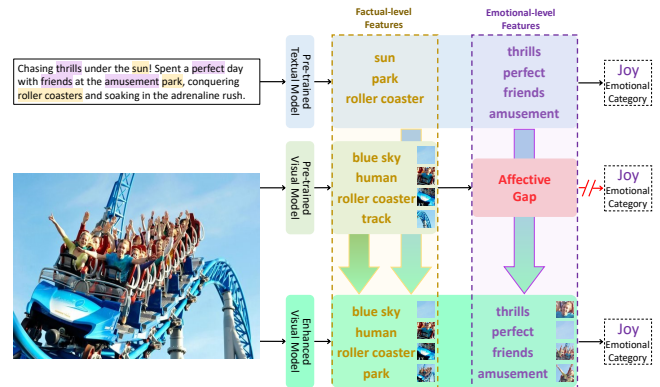 Factual-level
Features
Emotional-level
Features
Chasing thrills under the sun! Spent a perfect day
with friends at the amusement park, conquering
roller coasters and soaking in the adrenaline rush.
Pre-trained
Textual Model
sun
park
roller coaster
thrills
perfect
friends
amusement
Joy
Emotional
Category
Pre-trained
Visual Model
blue sky
human
roller coaster
track
Affective
Gap
Joy
Emotional
Category
Enhanced
Visual Model
blue sky
human
roller coaster
park
thrills
perfect
friends
amusement
Joy
Emotional
Category